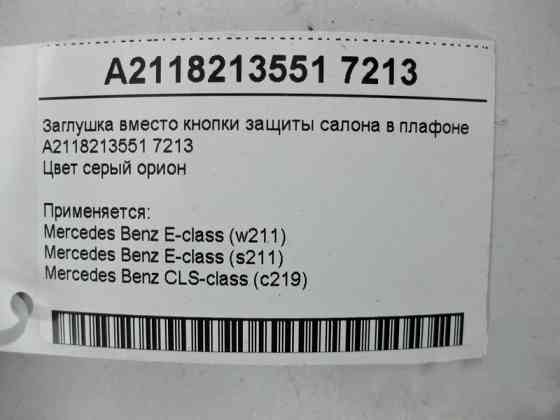 A2118213551 7213
Заглушка вместо кнопки защиты салона в плафоне
A2118213551 7213
Цвет серый орион
Применяется:
Mercedes Benz E-class (w211)
Mercedes Benz E-class (s211)
Mercedes Benz CLS-class (c219)